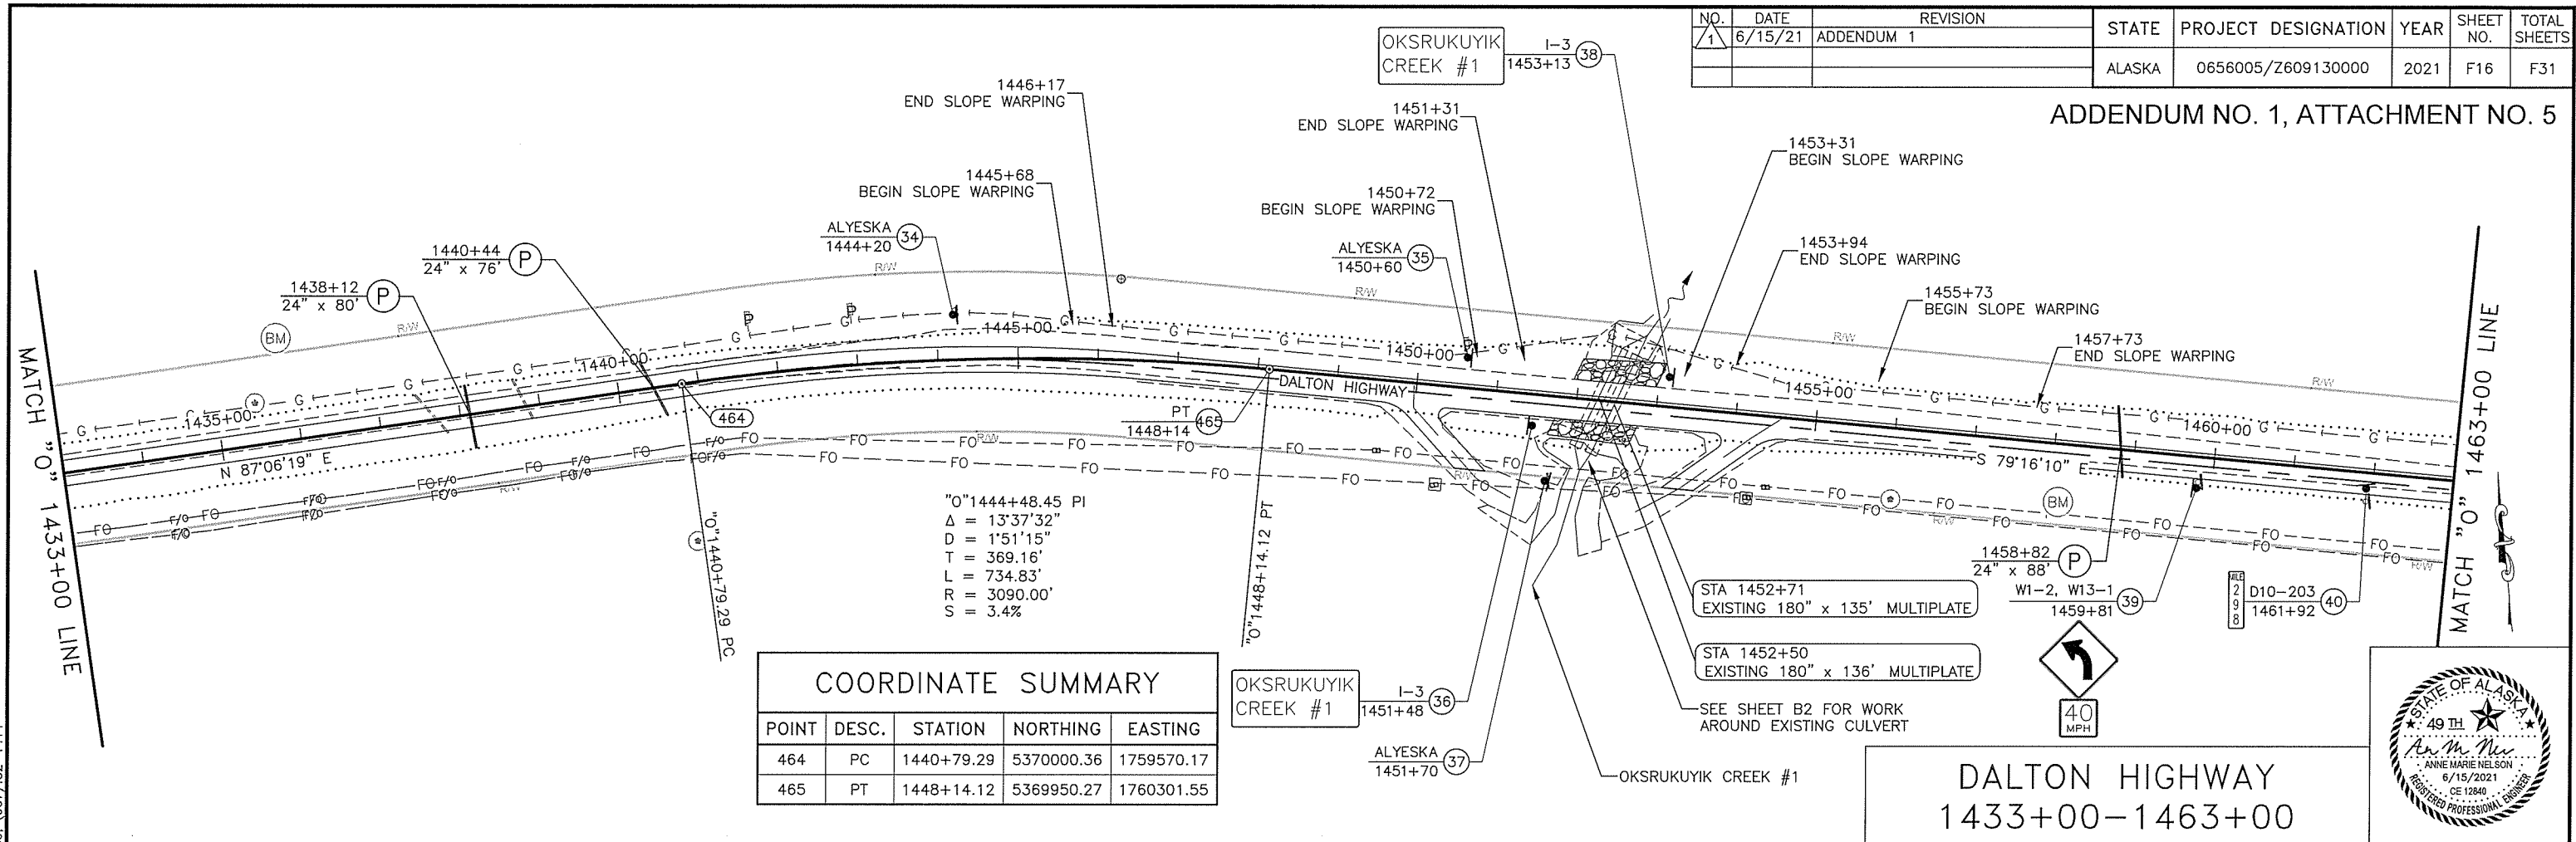 NO. DATE REVISION
1 6/15/21 ADDENDUM 1
STATE PROJECT DESIGNATION YEAR SHEET NO. TOTAL SHEETS
ALASKA 0656005/Z609130000 2021 F16 F31
ADDENDUM NO. 1, ATTACHMENT NO. 5
OKSRUKUYIK
CREEK #1
I-3
1453+13
38
1446+17
END SLOPE WARPING
1451+31
END SLOPE WARPING
1453+31
BEGIN SLOPE WARPING
1445+68
BEGIN SLOPE WARPING
1450+72
BEGIN SLOPE WARPING
ALYESKA
1444+20
34
ALYESKA
1450+60
35
1453+94
END SLOPE WARPING
1440+44
24" x 76'
P
1438+12
24" x 80'
P
1455+73
BEGIN SLOPE WARPING
1457+73
END SLOPE WARPING
BM
R/W
R/W
R/W
R/W
R/W
MATCH "O" 1433+00 LINE
MATCH "O" 1463+00 LINE
1435+00
1440+00
1445+00
1450+00
1455+00
1460+00
DALTON HIGHWAY
N 87°06'19" E
S 79°16'10" E
464
PT
1448+14
465
BM
"O"1440+79.29 PC
"O"1448+14.12 PT
"O"1444+48.45 PI
Δ = 13°37'32"
D = 1°51'15"
T = 369.16'
L = 734.83'
R = 3090.00'
S = 3.4%
1458+82
24" x 88'
P
W1-2, W13-1
1459+81
39
MILE
2
9
8
D10-203
1461+92
40
STA 1452+71
EXISTING 180" x 135' MULTIPLATE
STA 1452+50
EXISTING 180" x 136' MULTIPLATE
SEE SHEET B2 FOR WORK
AROUND EXISTING CULVERT
OKSRUKUYIK CREEK #1
OKSRUKUYIK
CREEK #1
I-3
1451+48
36
ALYESKA
1451+70
37
40
MPH
COORDINATE SUMMARY
POINT DESC. STATION NORTHING EASTING
464 PC 1440+79.29 5370000.36 1759570.17
465 PT 1448+14.12 5369950.27 1760301.55
DALTON HIGHWAY
1433+00-1463+00
STATE OF ALASKA
49 TH
ANNE MARIE NELSON
6/15/2021
CE 12840
REGISTERED PROFESSIONAL ENGINEER